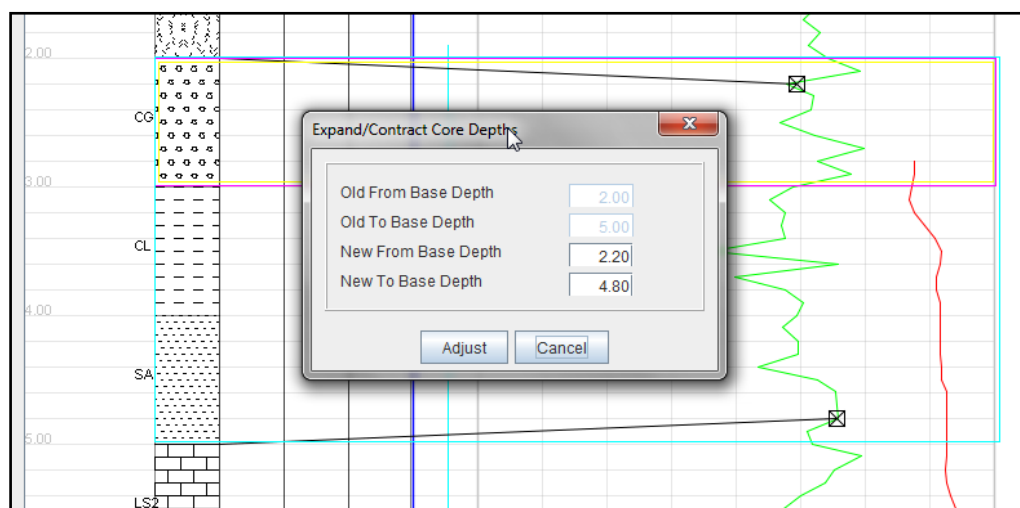 2.00
CG
Expand/Contract Core Depths
Old From Base Depth 2.00
3.00
Old To Base Depth 5.00
CL
New From Base Depth 2.20
New To Base Depth 4.80
4.00
Adjust Cancel
SA
5.00
LS2